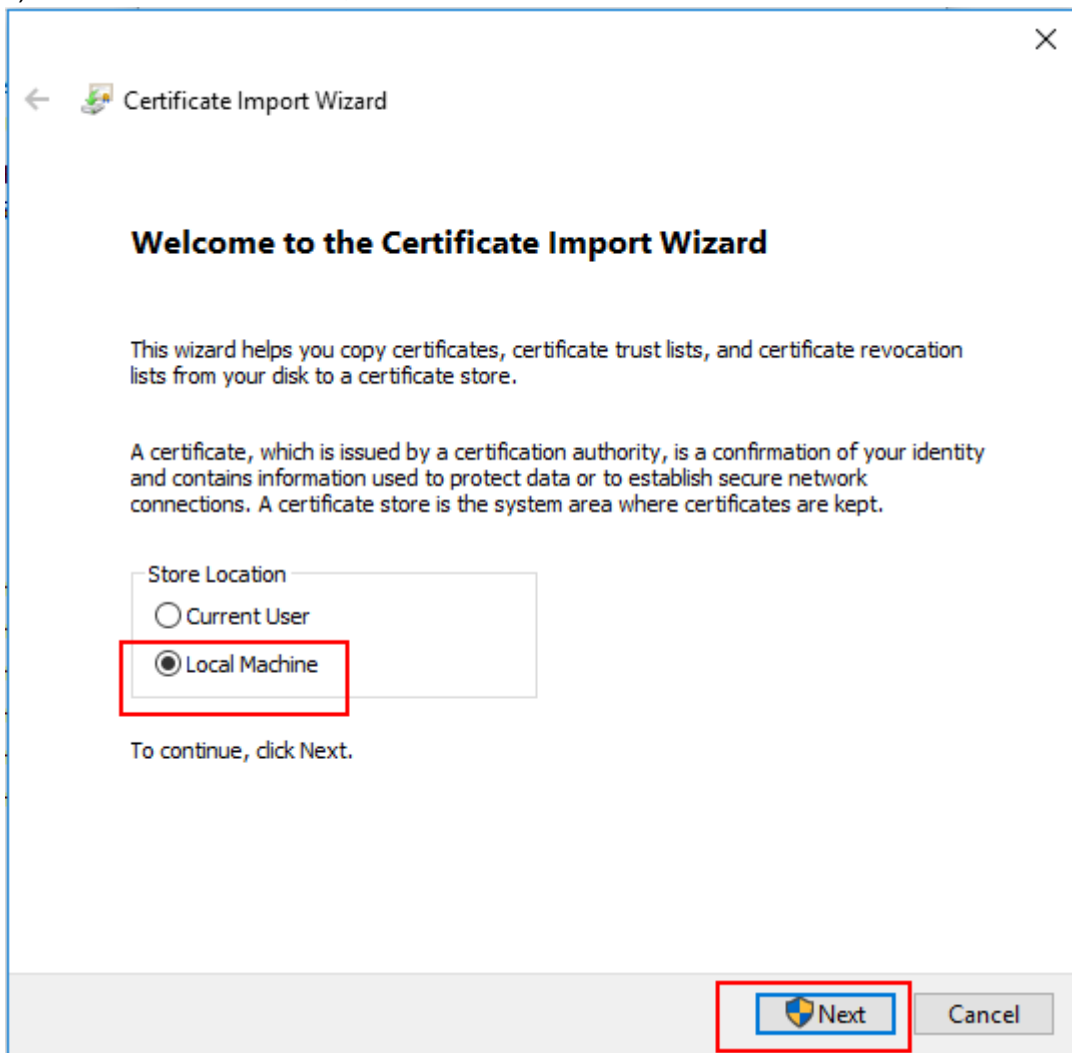 Certificate Import Wizard
Welcome to the Certificate Import Wizard
This wizard helps you copy certificates, certificate trust lists, and certificate revocation
lists from your disk to a certificate store.
A certificate, which is issued by a certification authority, is a confirmation of your identity
and contains information used to protect data or to establish secure network
connections. A certificate store is the system area where certificates are kept.
Store Location
Current User
Local Machine
To continue, click Next.
Next
Cancel